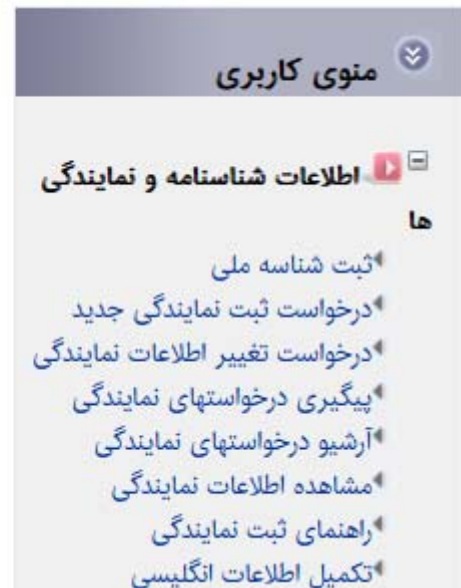 منوی کاربری
اطلاعات شناسنامه و نمایندگی
ها
ثبت شناسه ملی
درخواست ثبت نمایندگی جدید
درخواست تغییر اطلاعات نمایندگی
پیگیری درخواستهای نمایندگی
آرشیو درخواستهای نمایندگی
مشاهده اطلاعات نمایندگی
راهنمای ثبت نمایندگی
تکمیل اطلاعات انگلیسی